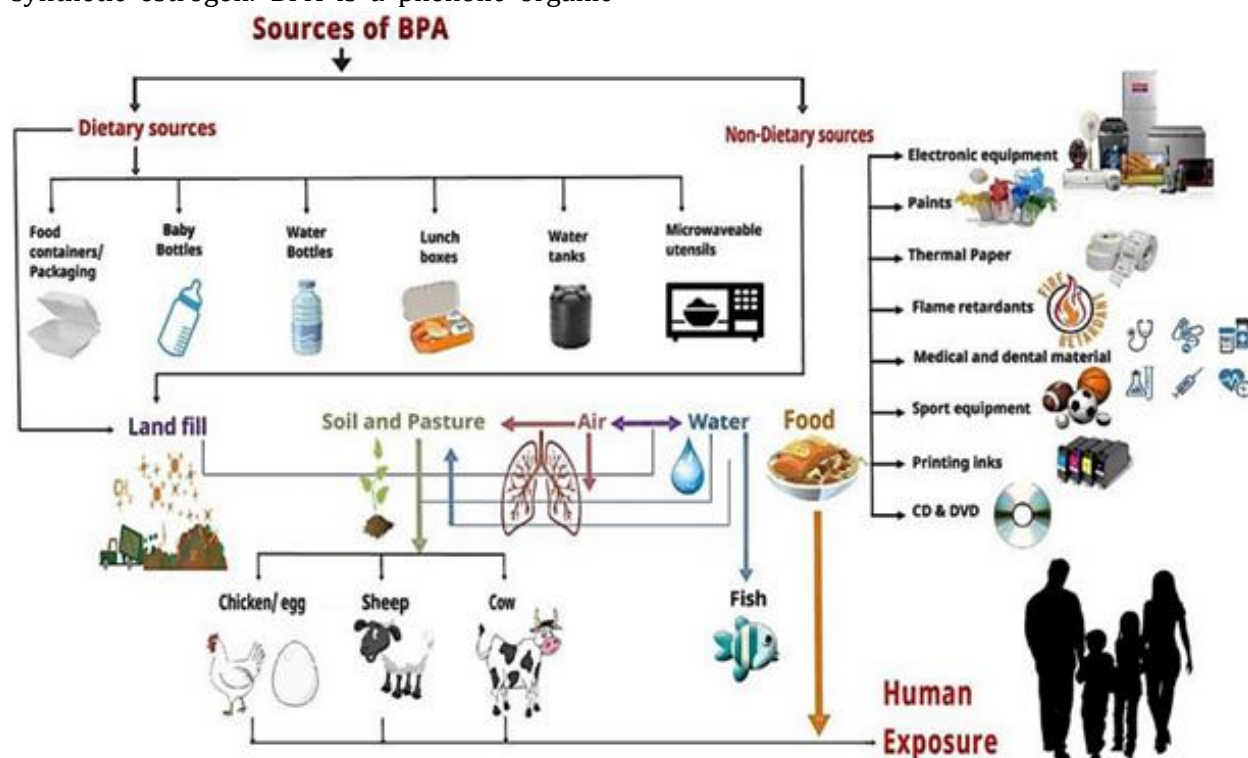 synthetic estrogen. BPA is a phenolic organic
Sources of BPA
Dietary sources
Non-Dietary sources
Food
containers/
Packaging
Baby
Bottles
Water
Bottles
Lunch
boxes
Water
tanks
Microwaveable
utensils
Electronic equipment
Paints
Thermal Paper
Flame retardants
FIRE
RETARDANT
Medical and dental material
Sport equipment
Printing inks
CD & DVD
Land fill
Soil and Pasture
Air
Water
Food
Chicken/ egg
Sheep
Cow
Fish
Human
Exposure